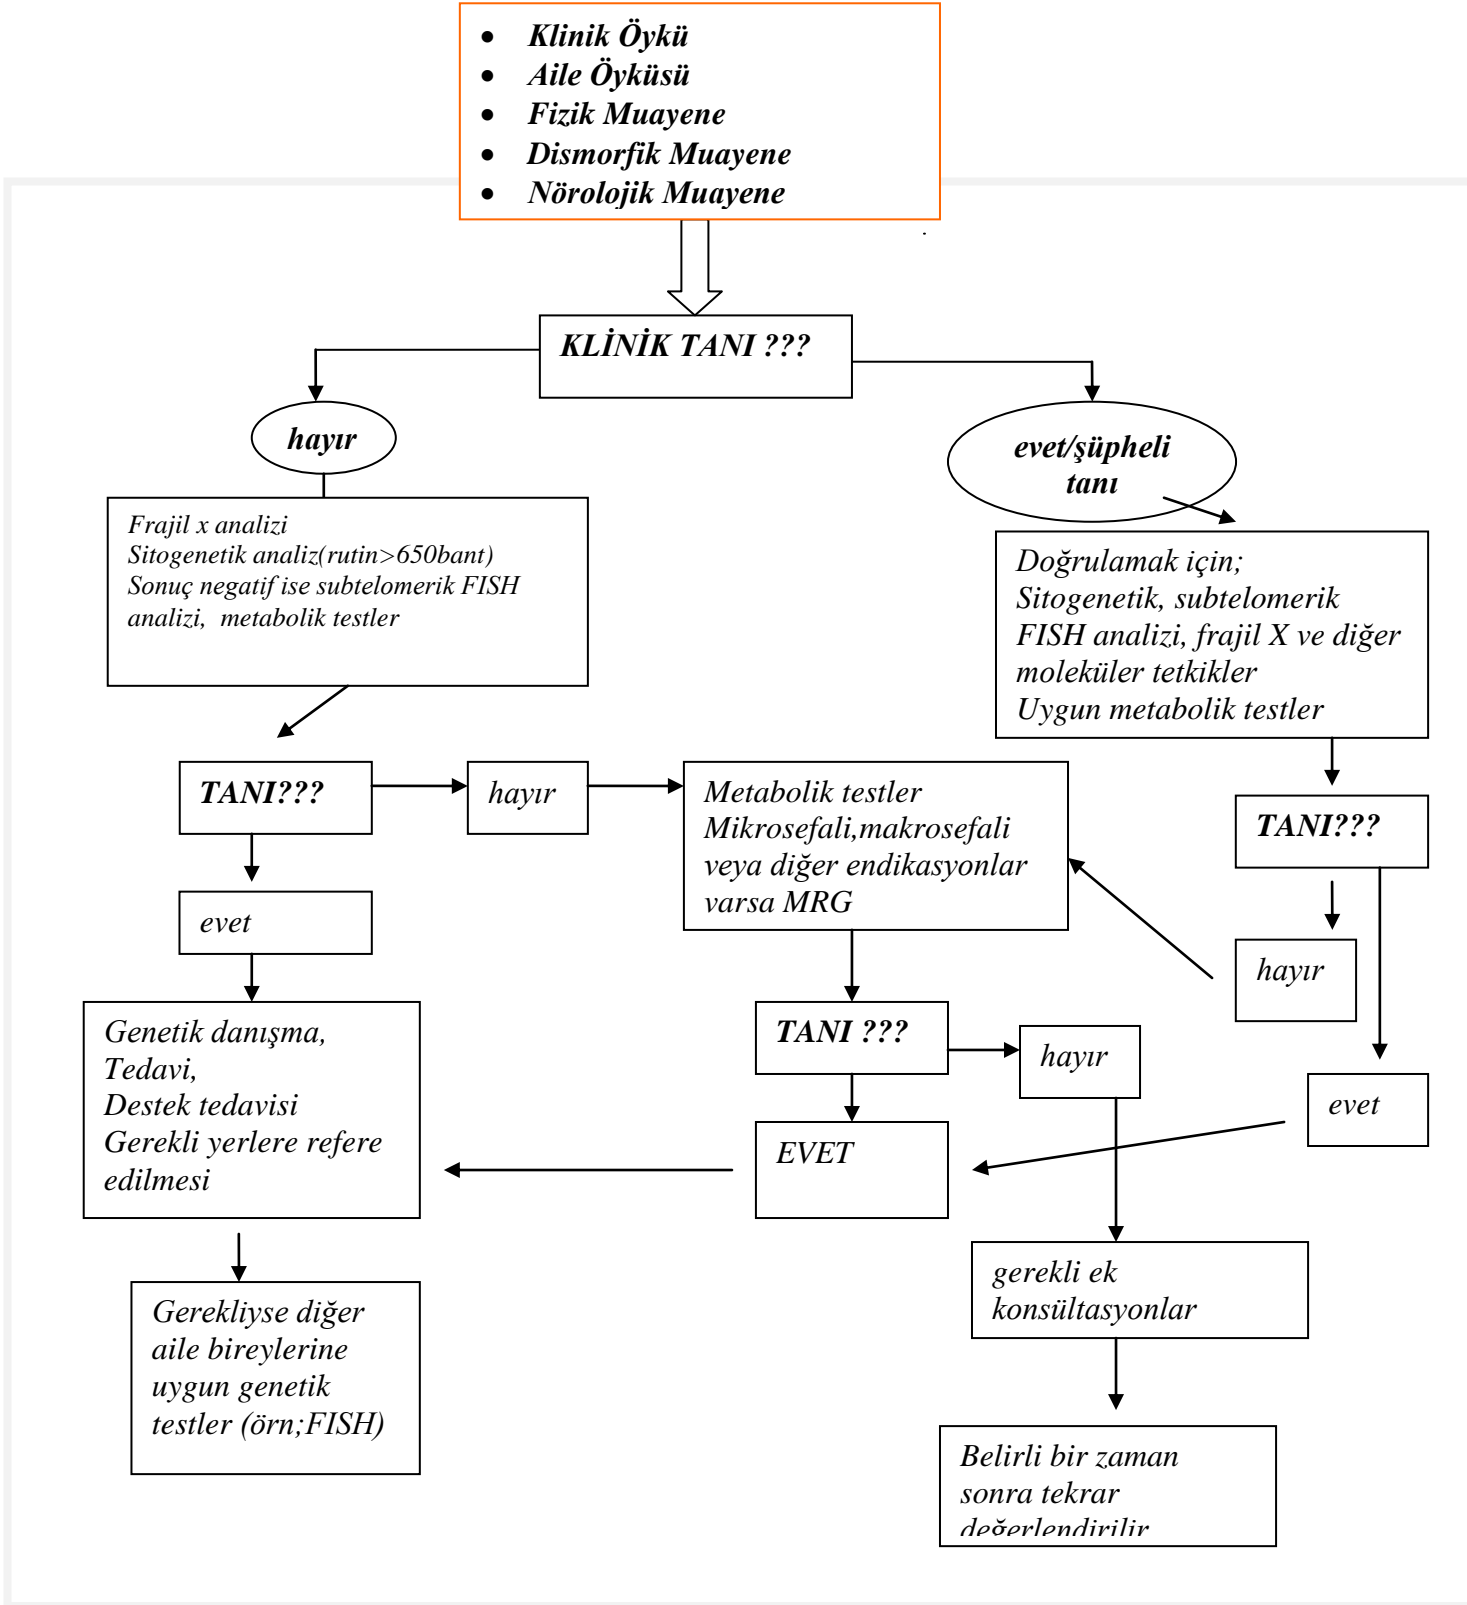 • Klinik Öykü
• Aile Öyküsü
• Fizik Muayene
• Dismorfik Muayene
• Nörolojik Muayene
KLİNİK TANI ???
hayır
evet/şüpheli
tanı
Frajil x analizi
Sitogenetik analiz(rutin>650bant)
Sonuç negatif ise subtelomerik FISH
analizi, metabolik testler
Doğrulamak için;
Sitogenetik, subtelomerik
FISH analizi, frajil X ve diğer
moleküler tetkikler
Uygun metabolik testler
TANI???
hayır
Metabolik testler
Mikrosefali,makrosefali
veya diğer endikasyonlar
varsa MRG
TANI???
evet
hayır
Genetik danışma,
Tedavi,
Destek tedavisi
Gerekli yerlere refere
edilmesi
TANI ???
hayır
evet
EVET
gerekli ek
konsültasyonlar
Gerekliyse diğer
aile bireylerine
uygun genetik
testler (örn;FISH)
Belirli bir zaman
sonra tekrar
değerlendirilir